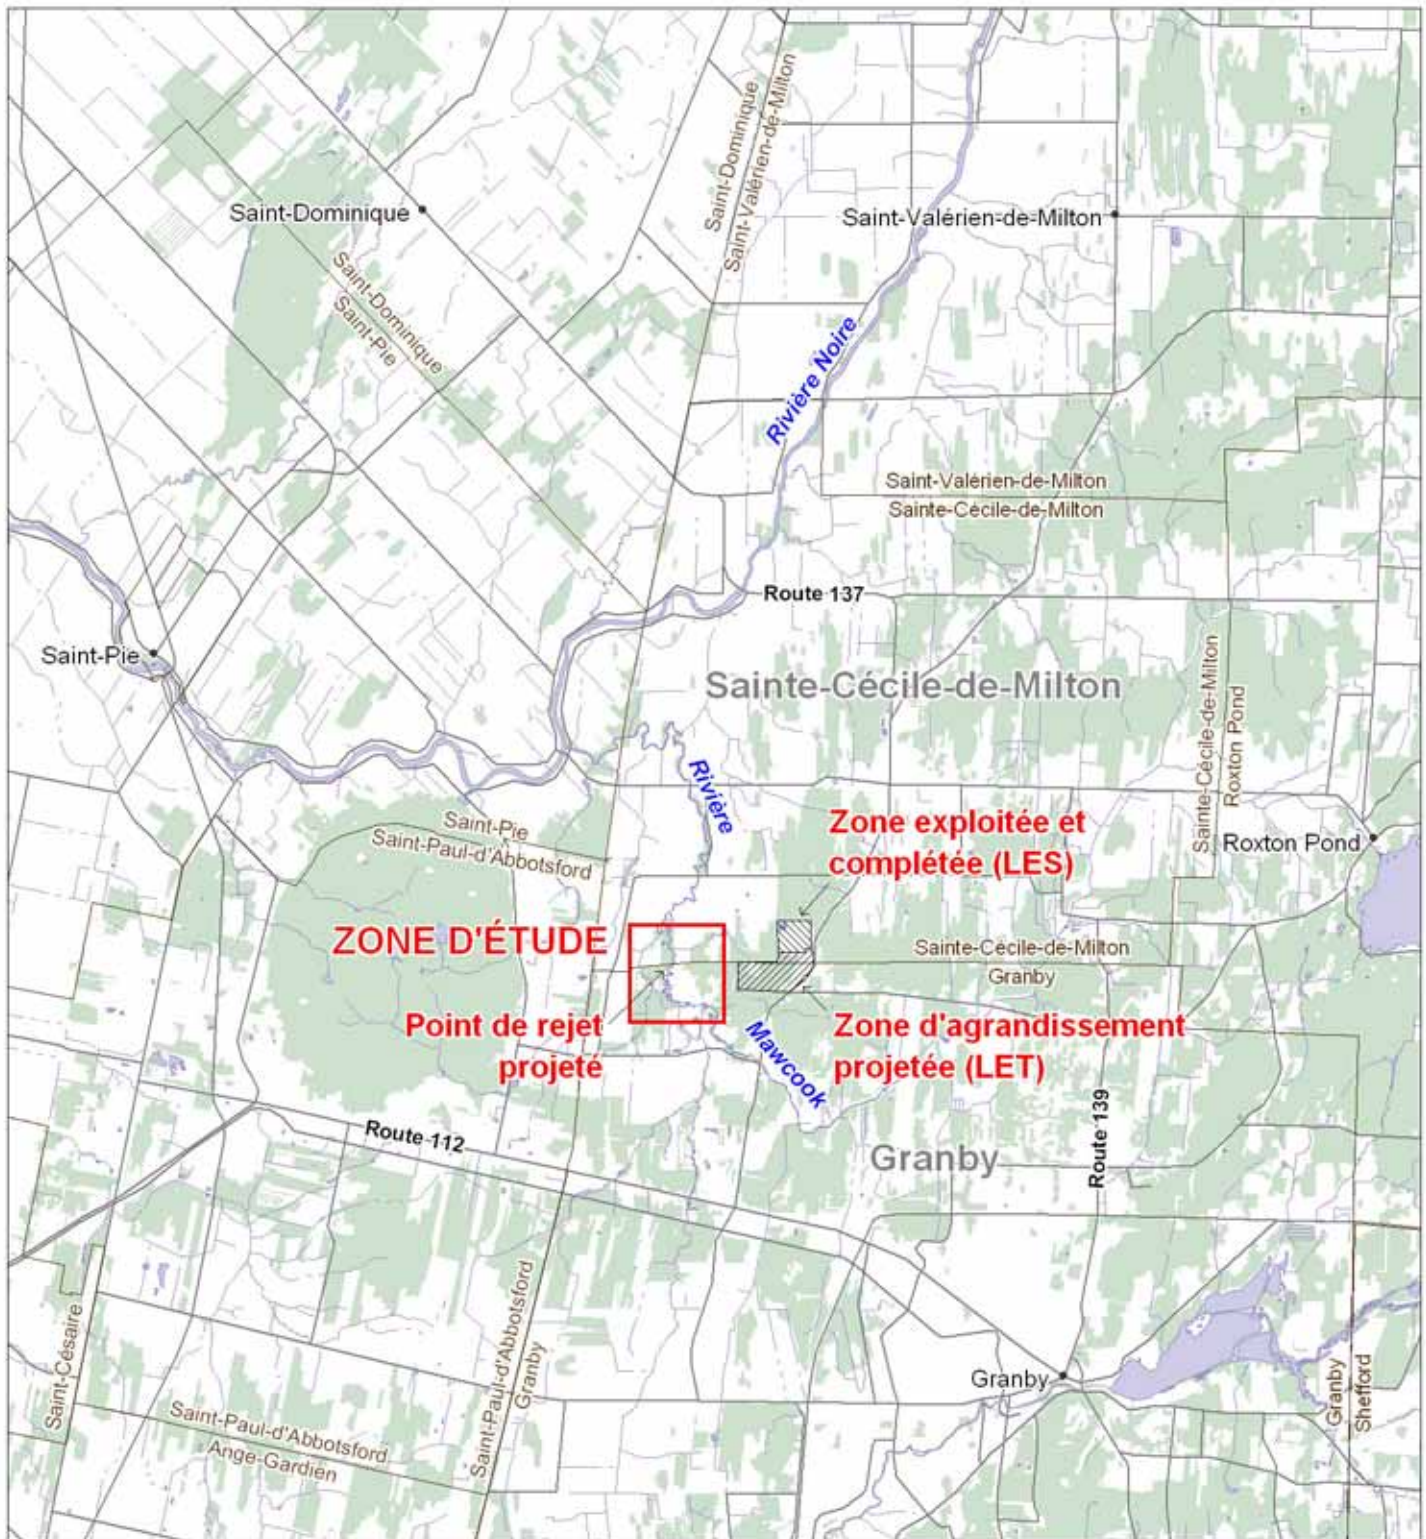 Saint-Dominique
Saint-Valérien-de-Milton
Saint-Dominique
Saint-Valérien-de-Milton
Saint-Dominique
Saint-Pie
Rivière Noire
Saint-Valérien-de-Milton
Sainte-Cécile-de-Milton
Route 137
Saint-Pie
Sainte-Cécile-de-Milton
Sainte-Cécile-de-Milton
Roxton Pond
Rivière
Saint-Pie
Saint-Paul-d'Abbotsford
Zone exploitée et
complétée (LES)
Roxton Pond
ZONE D'ÉTUDE
Sainte-Cécile-de-Milton
Granby
Point de rejet
projeté
Mawcook
Zone d'agrandissement
projetée (LET)
Route 139
Route 112
Granby
Saint-Césaire
Saint-Paul-d'Abbotsford
Granby
Granby
Granby
Shefford
Saint-Paul-d'Abbotsford
Ange-Gardien